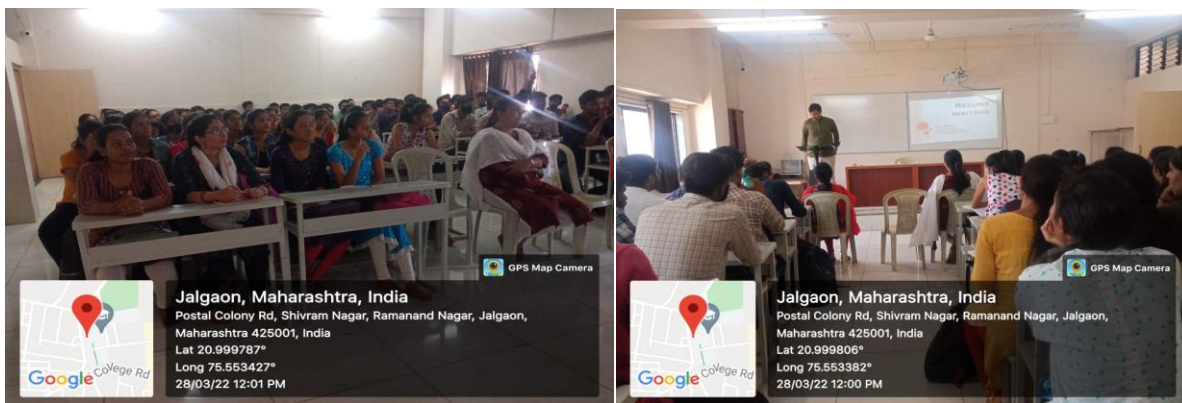 GPS Map Camera
Jalgaon, Maharashtra, India
Postal Colony Rd, Shivram Nagar, Ramanand Nagar, Jalgaon,
Maharashtra 425001, India
Lat 20.999787°
Long 75.553427°
28/03/22 12:01 PM
Google
College Rd
WELCOME
GPS Map Camera
Jalgaon, Maharashtra, India
Postal Colony Rd, Shivram Nagar, Ramanand Nagar, Jalgaon,
Maharashtra 425001, India
Lat 20.999806°
Long 75.553382°
28/03/22 12:00 PM
Google
College Rd